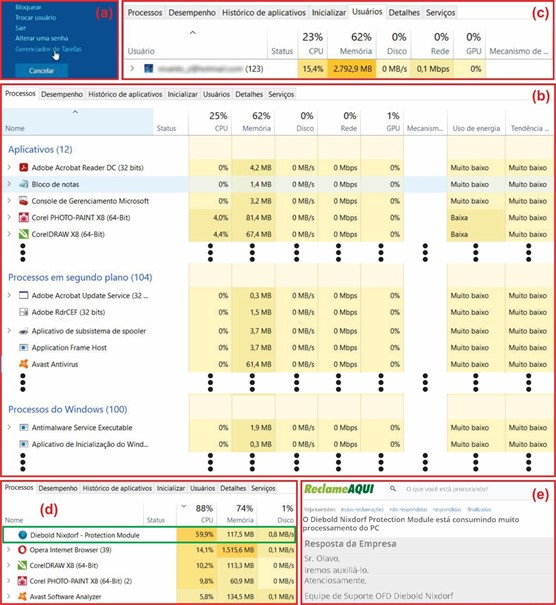 Bloquear
Trocar usuário
Sair
Alterar uma senha
Gerenciador de Tarefas
Cancelar
(a)
Processos Desempenho Histórico de aplicativos Inicializar Usuários Detalhes Serviços (c)
23% 62% 0% 0% 0%
Usuário Status CPU Memória Disco Rede GPU Mecanismo de ...
(123) 15,4% 2.792,9 MB 0 MB/s 0,1 Mbps 0%
Processos Desempenho Histórico de aplicativos Inicializar Usuários Detalhes Serviços (b)
25% 62% 0% 0% 1%
Nome Status CPU Memória Disco Rede GPU Mecanism... Uso de energia Tendência ...
Aplicativos (12)
Adobe Acrobat Reader DC (32 bits) 0% 4,2 MB 0 MB/s 0 Mbps 0% Muito baixo Muito baixo
Bloco de notas 0% 1,4 MB 0 MB/s 0 Mbps 0% Muito baixo Muito baixo
Console de Gerenciamento Microsoft 0% 3,2 MB 0 MB/s 0 Mbps 0% Muito baixo Muito baixo
Corel PHOTO-PAINT X8 (64-Bit) 4,0% 81,4 MB 0 MB/s 0 Mbps 0% Baixa Muito baixo
CorelDRAW X8 (64-Bit) 4,4% 67,4 MB 0 MB/s 0 Mbps 0% Baixa Muito baixo
Processos em segundo plano (104)
Adobe Acrobat Update Service (32 ... 0% 0,3 MB 0 MB/s 0 Mbps 0% Muito baixo Muito baixo
Adobe RdrCEF (32 bits) 0% 1,5 MB 0 MB/s 0 Mbps 0% Muito baixo Muito baixo
Aplicativo de subsistema de spooler 0% 3,7 MB 0 MB/s 0 Mbps 0% Muito baixo Muito baixo
Application Frame Host 0% 3,7 MB 0 MB/s 0 Mbps 0% Muito baixo Muito baixo
Avast Antivirus 0% 61,4 MB 0 MB/s 0 Mbps 0% Muito baixo Muito baixo
Processos do Windows (100)
Antimalware Service Executable 0% 1,9 MB 0 MB/s 0 Mbps 0% Muito baixo Muito baixo
Aplicativo de Inicialização do Wind... 0% 0,3 MB 0 MB/s 0 Mbps 0% Muito baixo Muito baixo
Processos Desempenho Histórico de aplicativos Inicializar Usuários Detalhes Serviços
(d) 88% 74% 1%
Nome Status CPU Memória Disco
Diebold Nixdorf - Protection Module 59,9% 117,5 MB 0,8 MB/s
Opera Internet Browser (39) 14,1% 1.515,6 MB 0,1 MB/s
CorelDRAW X8 (64-Bit) 10,2% 113,3 MB 0 MB/s
Corel PHOTO-PAINT X8 (64-Bit) (2) 9,8% 60,9 MB 0 MB/s
Avast Software Analyzer 5,8% 134,5 MB 0,1 MB/s
ReclameAQUI O que você está procurando? (e)
Veja também: #não respondidas #finalizadas
O Diebold Nixdorf Protection Module está consumindo muito
processamento do PC
Resposta da Empresa
Sr. Olavo,
Iremos auxiliá-lo.
Atenciosamente,
Equipe de Suporte OFD Diebold Nixdorf